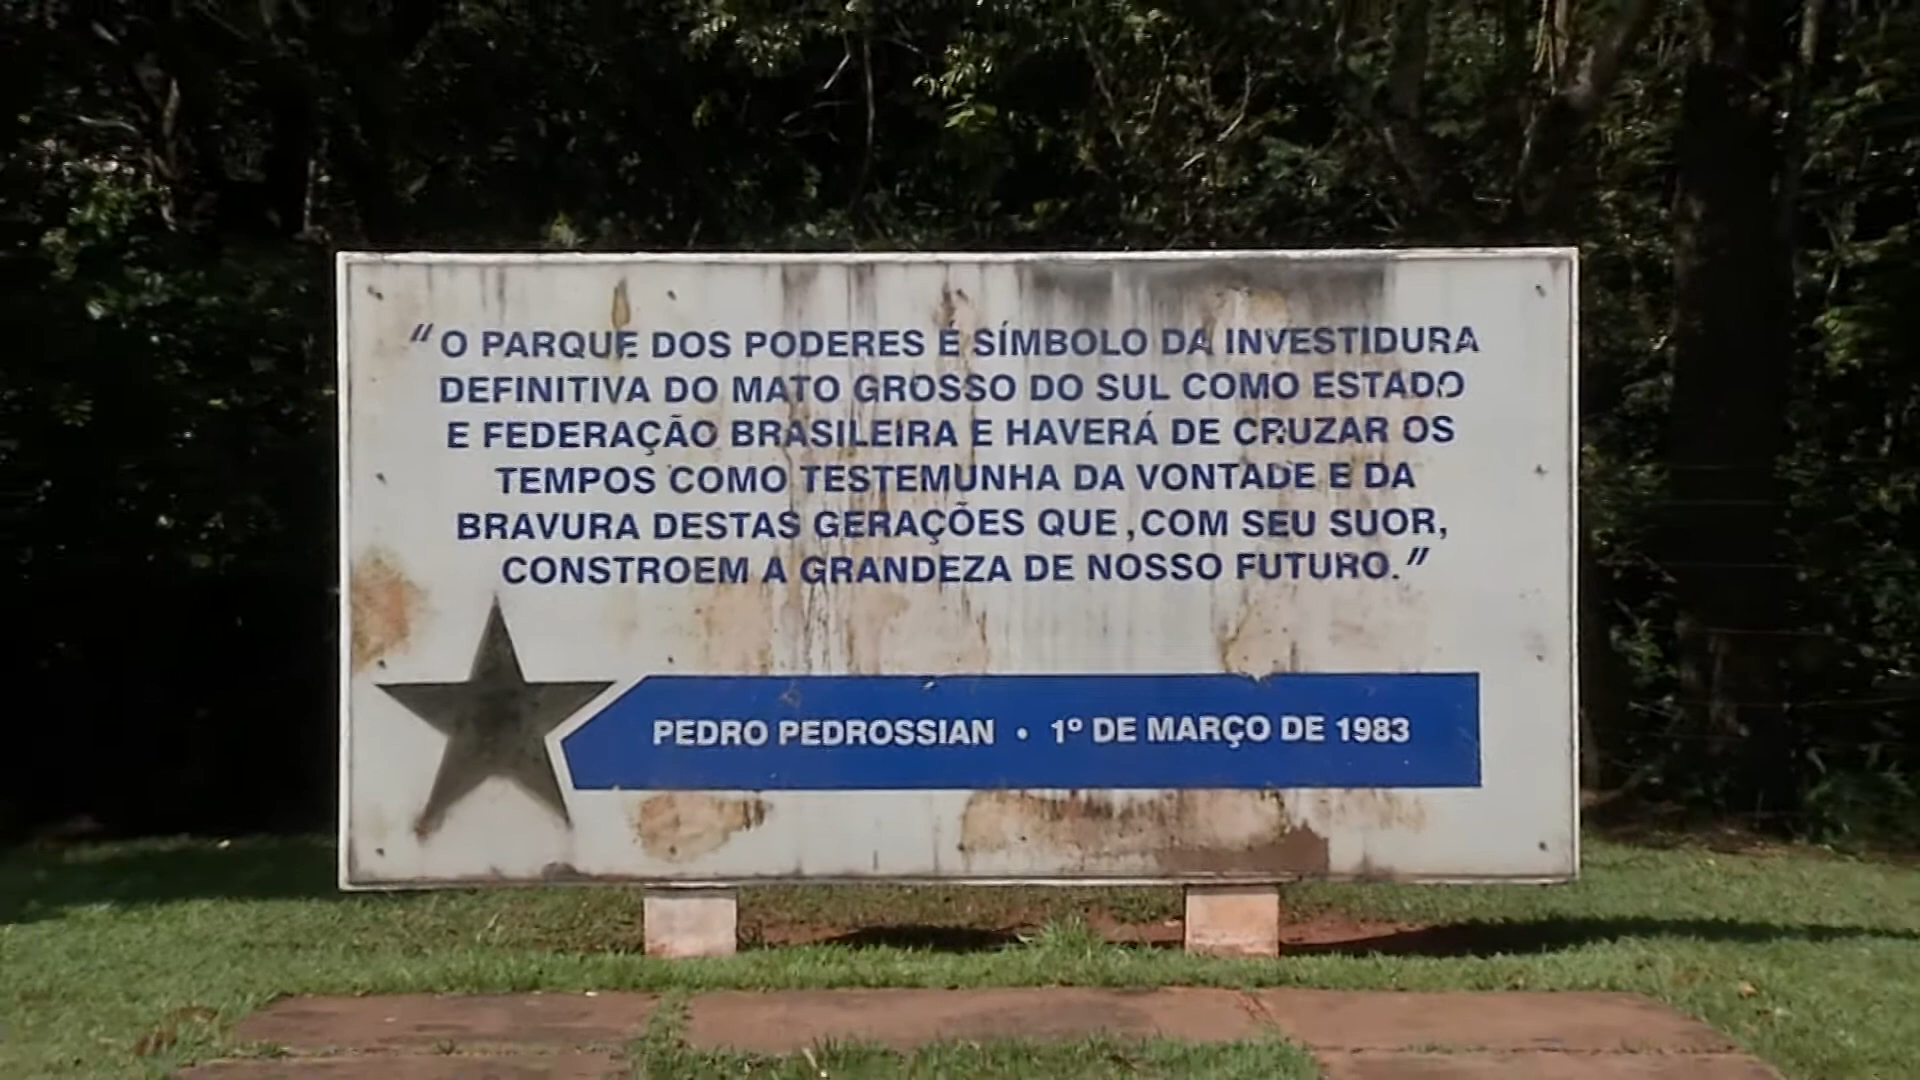 "O PARQUE DOS PODERES É SÍMBOLO DA INVESTIDURA
DEFINITIVA DO MATO GROSSO DO SUL COMO ESTADO
E FEDERAÇÃO BRASILEIRA E HAVERÁ DE CRUZAR OS
TEMPOS COMO TESTEMUNHA DA VONTADE E DA
BRAVURA DESTAS GERAÇÕES QUE ,COM SEU SUOR,
CONSTROEM A GRANDEZA DE NOSSO FUTURO."
PEDRO PEDROSSIAN • 1º DE MARÇO DE 1983